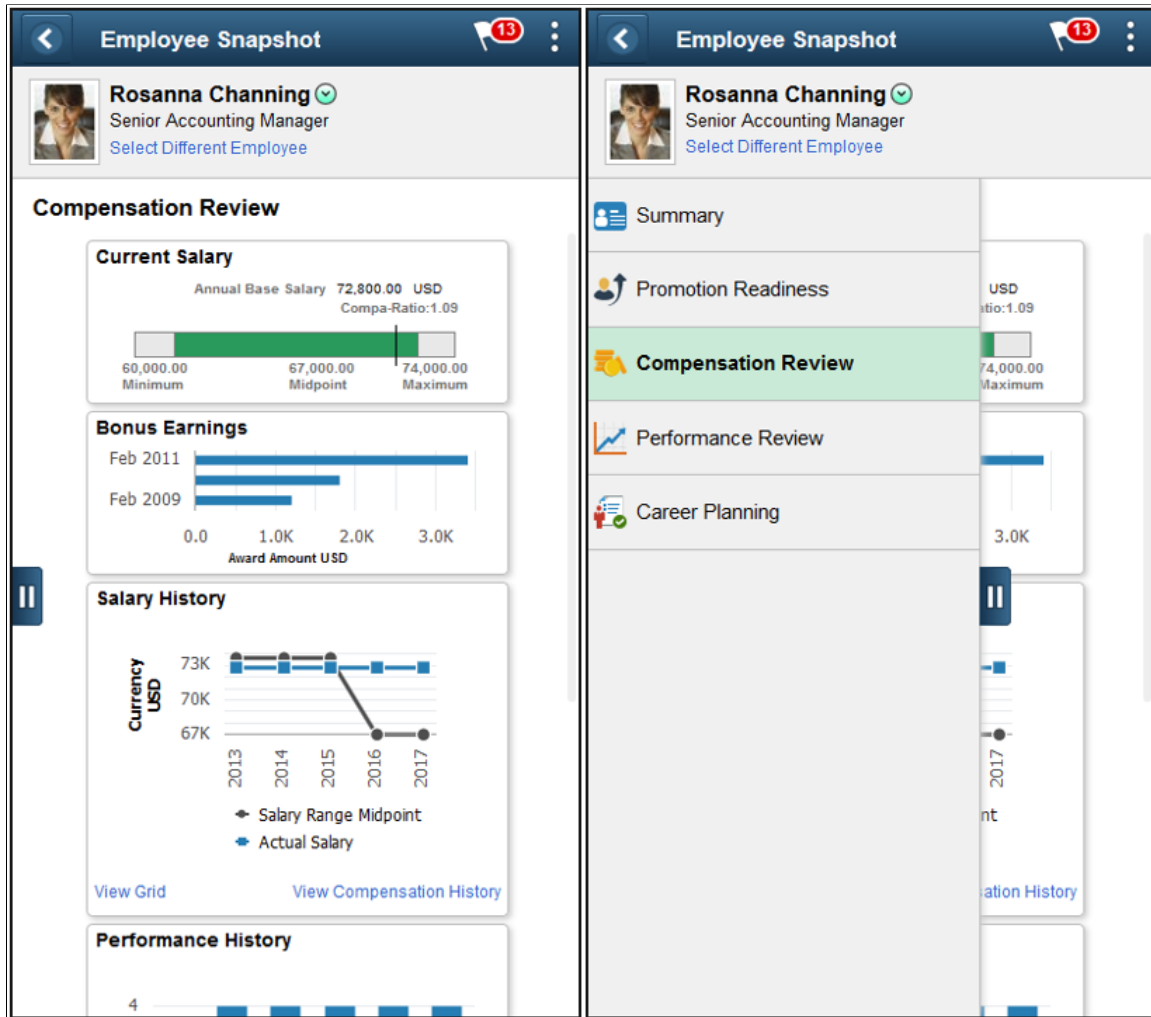 Employee Snapshot
13
Rosanna Channing
Senior Accounting Manager
Select Different Employee
Compensation Review
Current Salary
Annual Base Salary 72,800.00 USD
Compa-Ratio:1.09
60,000.00 67,000.00 74,000.00
Minimum Midpoint Maximum
Bonus Earnings
Feb 2011
Feb 2009
0.0 1.0K 2.0K 3.0K
Award Amount USD
Salary History
Currency
USD
73K
70K
67K
2013 2014 2015 2016 2017
Salary Range Midpoint
Actual Salary
View Grid View Compensation History
Performance History
4
Employee Snapshot
13
Rosanna Channing
Senior Accounting Manager
Select Different Employee
Summary
Promotion Readiness
Compensation Review
Performance Review
Career Planning
USD
atio:1.09
74,000.00
Maximum
3.0K
2017
nt
ation History